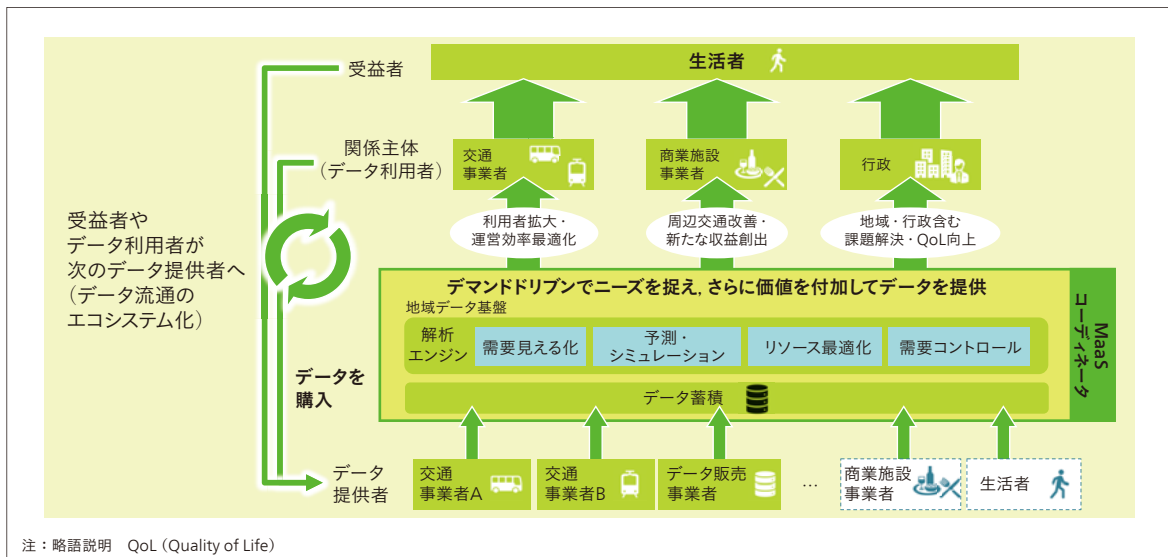 受益者
生活者
関係主体
（データ利用者）
交通
事業者
商業施設
事業者
行政
利用者拡大・
運営効率最適化
周辺交通改善・
新たな収益創出
地域・行政含む
課題解決・QoL向上
受益者や
データ利用者が
次のデータ提供者へ
（データ流通の
エコシステム化）
デマンドドリブンでニーズを捉え，さらに価値を付加してデータを提供
地域データ基盤
解析
エンジン
需要見える化
予測・
シミュレーション
リソース最適化
需要コントロール
MaaS
コーディネータ
データ蓄積
データを
購入
データ
提供者
交通
事業者A
交通
事業者B
データ販売
事業者
…
商業施設
事業者
生活者
注：略語説明　QoL（Quality of Life）